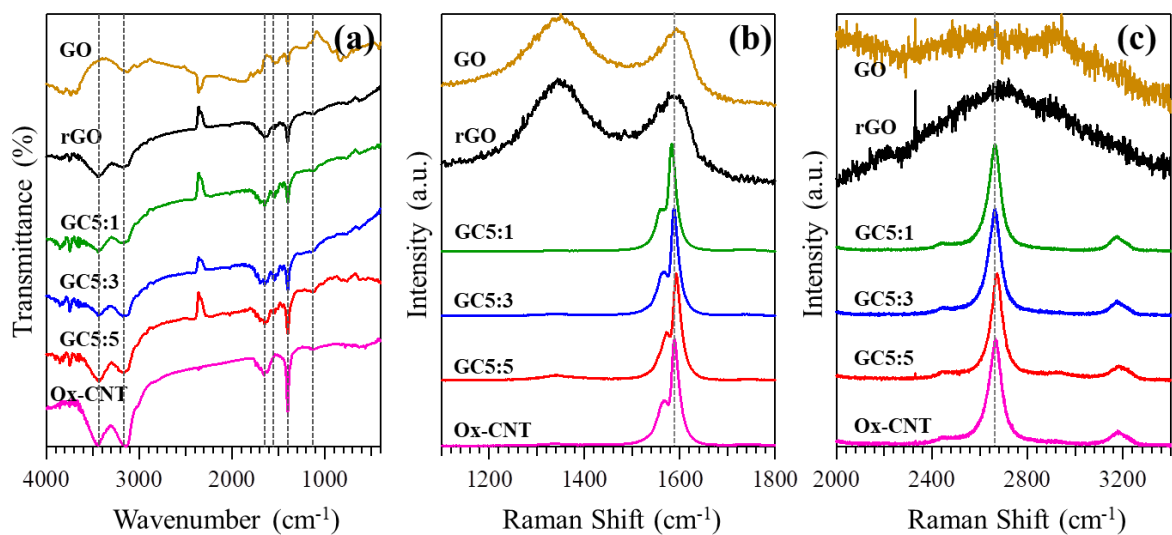 (a)
GO
rGO
GC5:1
GC5:3
GC5:5
Ox-CNT
Transmittance (%)
4000 3000 2000 1000
Wavenumber (cm-1)
(b)
GO
rGO
GC5:1
GC5:3
GC5:5
Ox-CNT
Intensity (a.u.)
1200 1400 1600 1800
Raman Shift (cm-1)
(c)
GO
rGO
GC5:1
GC5:3
GC5:5
Ox-CNT
Intensity (a.u.)
2000 2400 2800 3200
Raman Shift (cm-1)